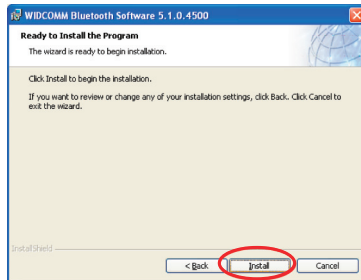 WIDCOMM Bluetooth Software 5.1.0.4500
Ready to Install the Program
The wizard is ready to begin installation.
Click Install to begin the installation.
If you want to review or change any of your installation settings, click Back. Click Cancel to
exit the wizard.
InstallShield
< Back Install Cancel